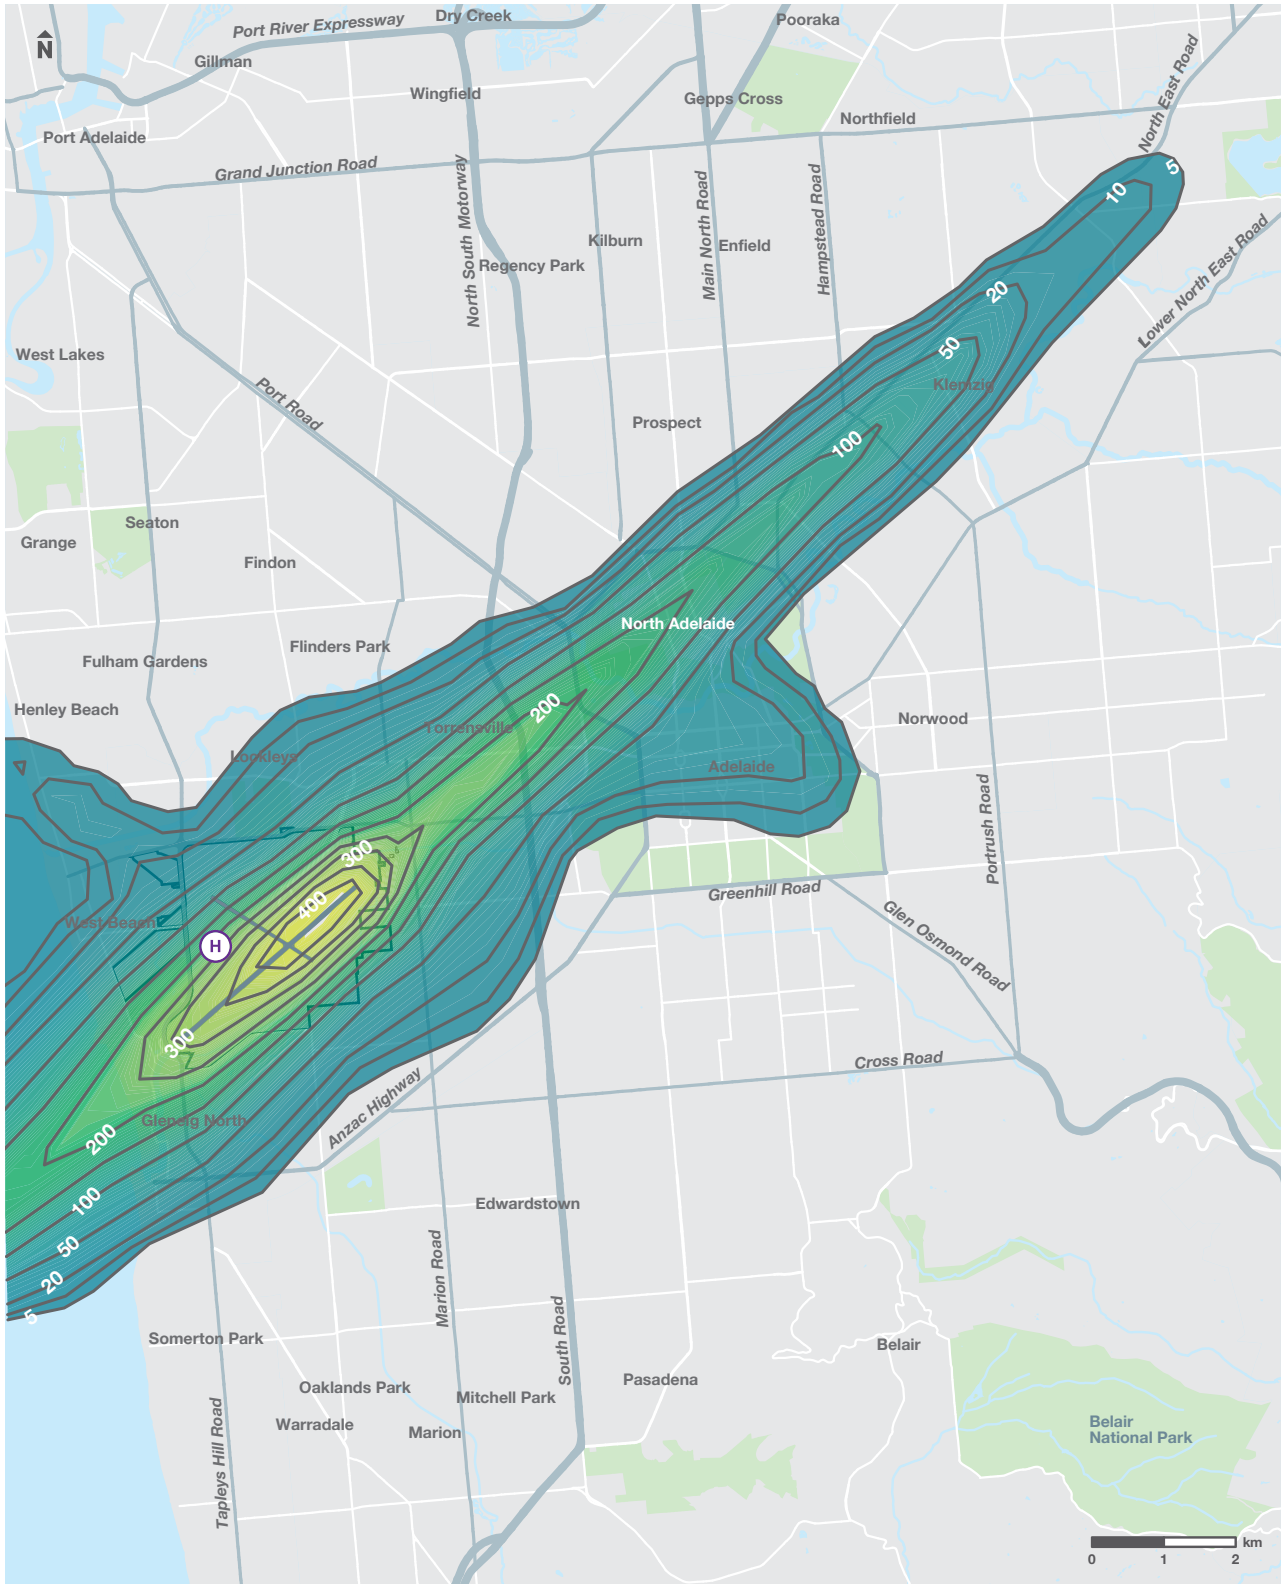 Dry Creek
Pooraka
Port River Expressway
N
Gillman
Wingfield
Gepps Cross
North East Road
Northfield
Port Adelaide
Grand Junction Road
5
10
North South Motorway
Main North Road
Hampstead Road
Kilburn
Enfield
Regency Park
Lower North East Road
20
West Lakes
50
Klemzig
Port Road
Prospect
100
Seaton
Grange
Findon
North Adelaide
Flinders Park
Fulham Gardens
Henley Beach
200
Norwood
Torrensville
Lockleys
Adelaide
Portrush Road
300
Greenhill Road
400
West Beach
H
Glen Osmond Road
300
Cross Road
Anzac Highway
Glenelg North
200
100
Edwardstown
50
Marion Road
20
5
South Road
Somerton Park
Belair
Oaklands Park
Pasadena
Mitchell Park
Warradale
Marion
Belair
National Park
Tapleys Hill Road
km
0 1 2